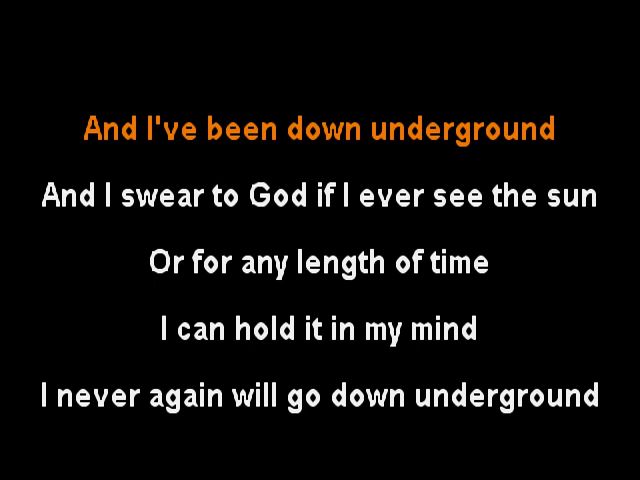 And I've been down underground
And I swear to God if I ever see the sun
Or for any length of time
I can hold it in my mind
I never again will go down underground